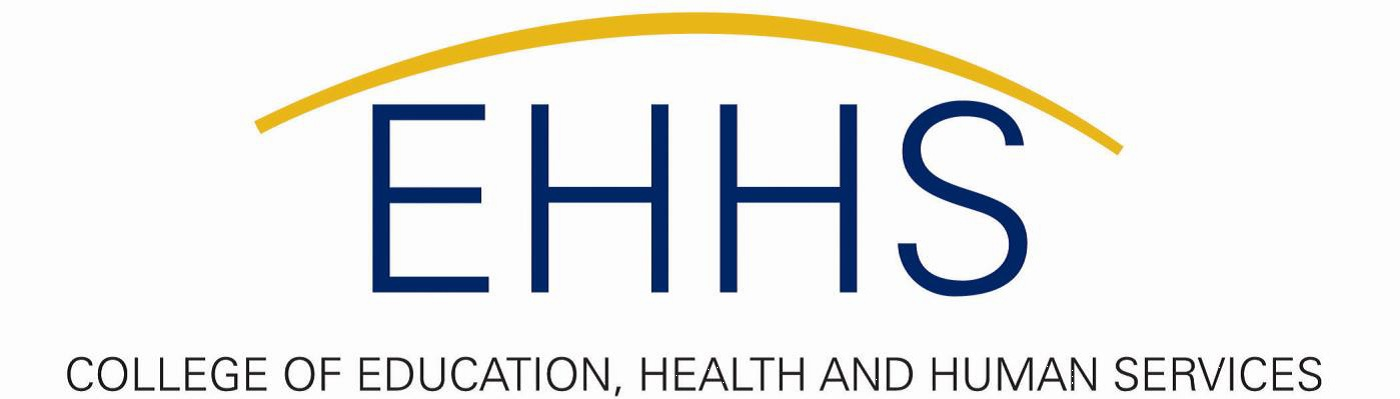 EHHS
COLLEGE OF EDUCATION, HEALTH AND HUMAN SERVICES